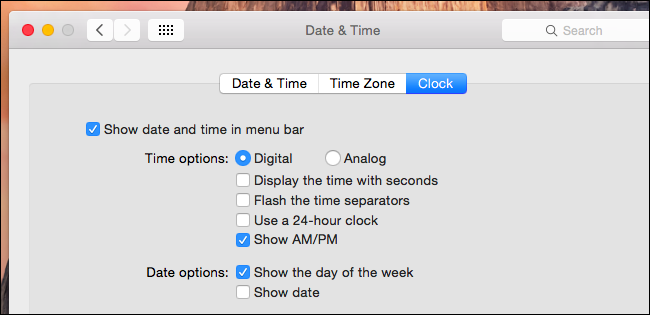 Date & Time
Search
Date & Time Time Zone Clock
Show date and time in menu bar
Time options: Digital Analog
Display the time with seconds
Flash the time separators
Use a 24-hour clock
Show AM/PM
Date options: Show the day of the week
Show date